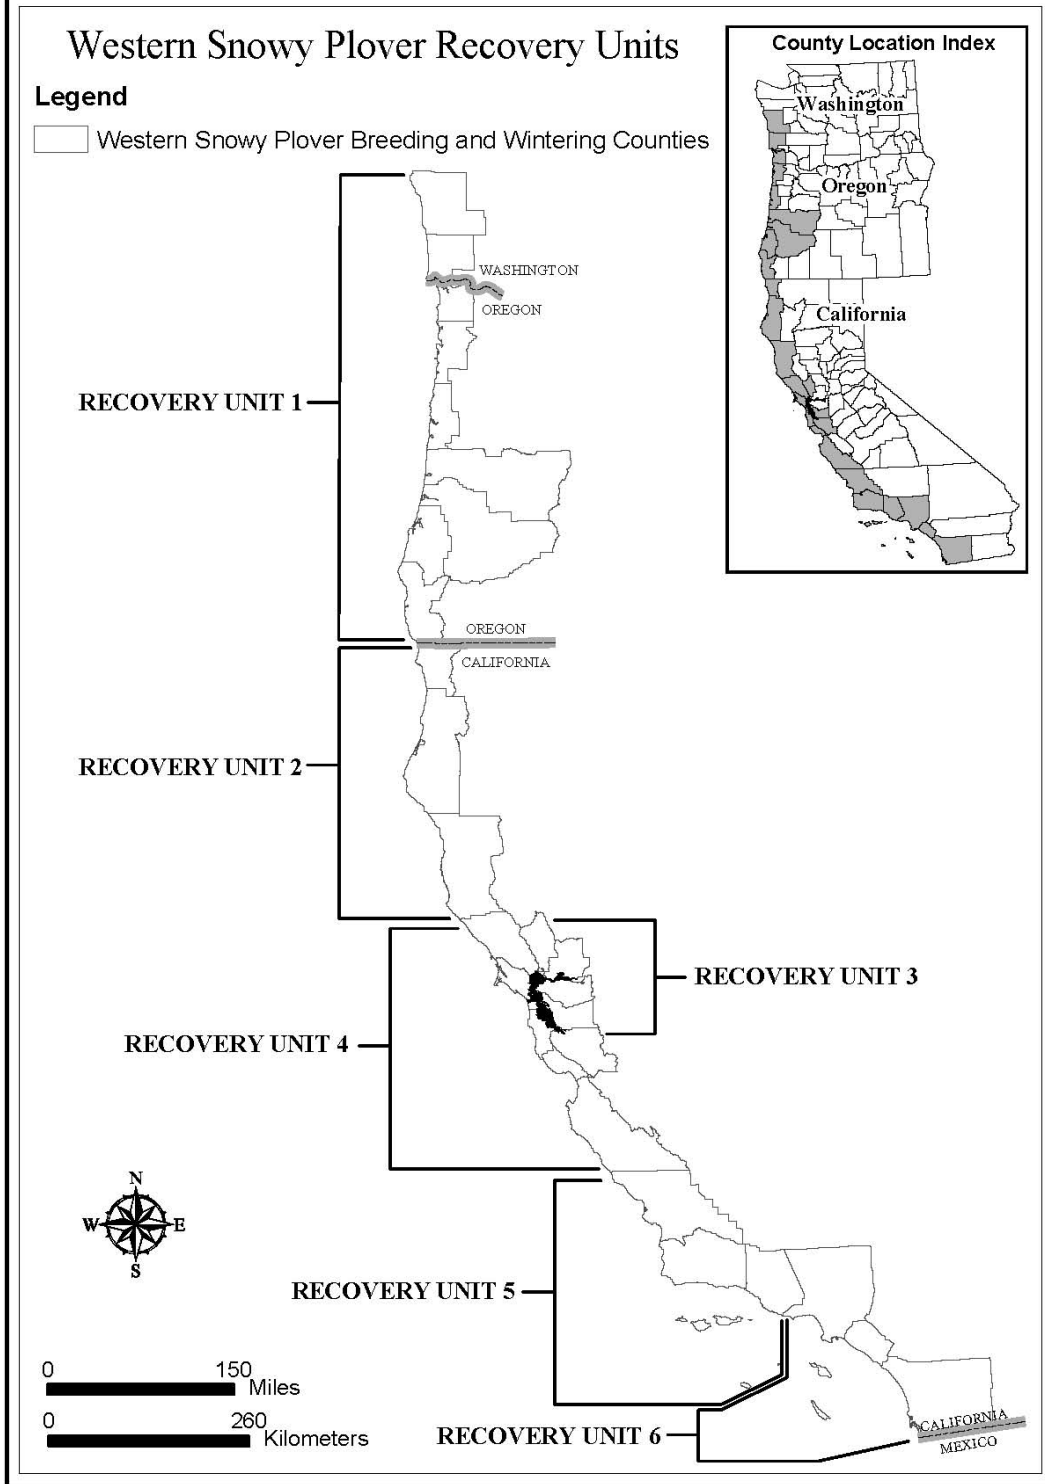 Western Snowy Plover Recovery Units
Legend
Western Snowy Plover Breeding and Wintering Counties
County Location Index
Washington
Oregon
California
WASHINGTON
OREGON
RECOVERY UNIT 1
OREGON
CALIFORNIA
RECOVERY UNIT 2
RECOVERY UNIT 3
RECOVERY UNIT 4
N
W E
S
RECOVERY UNIT 5
0 150
Miles
0 260
Kilometers
RECOVERY UNIT 6
CALIFORNIA
MEXICO